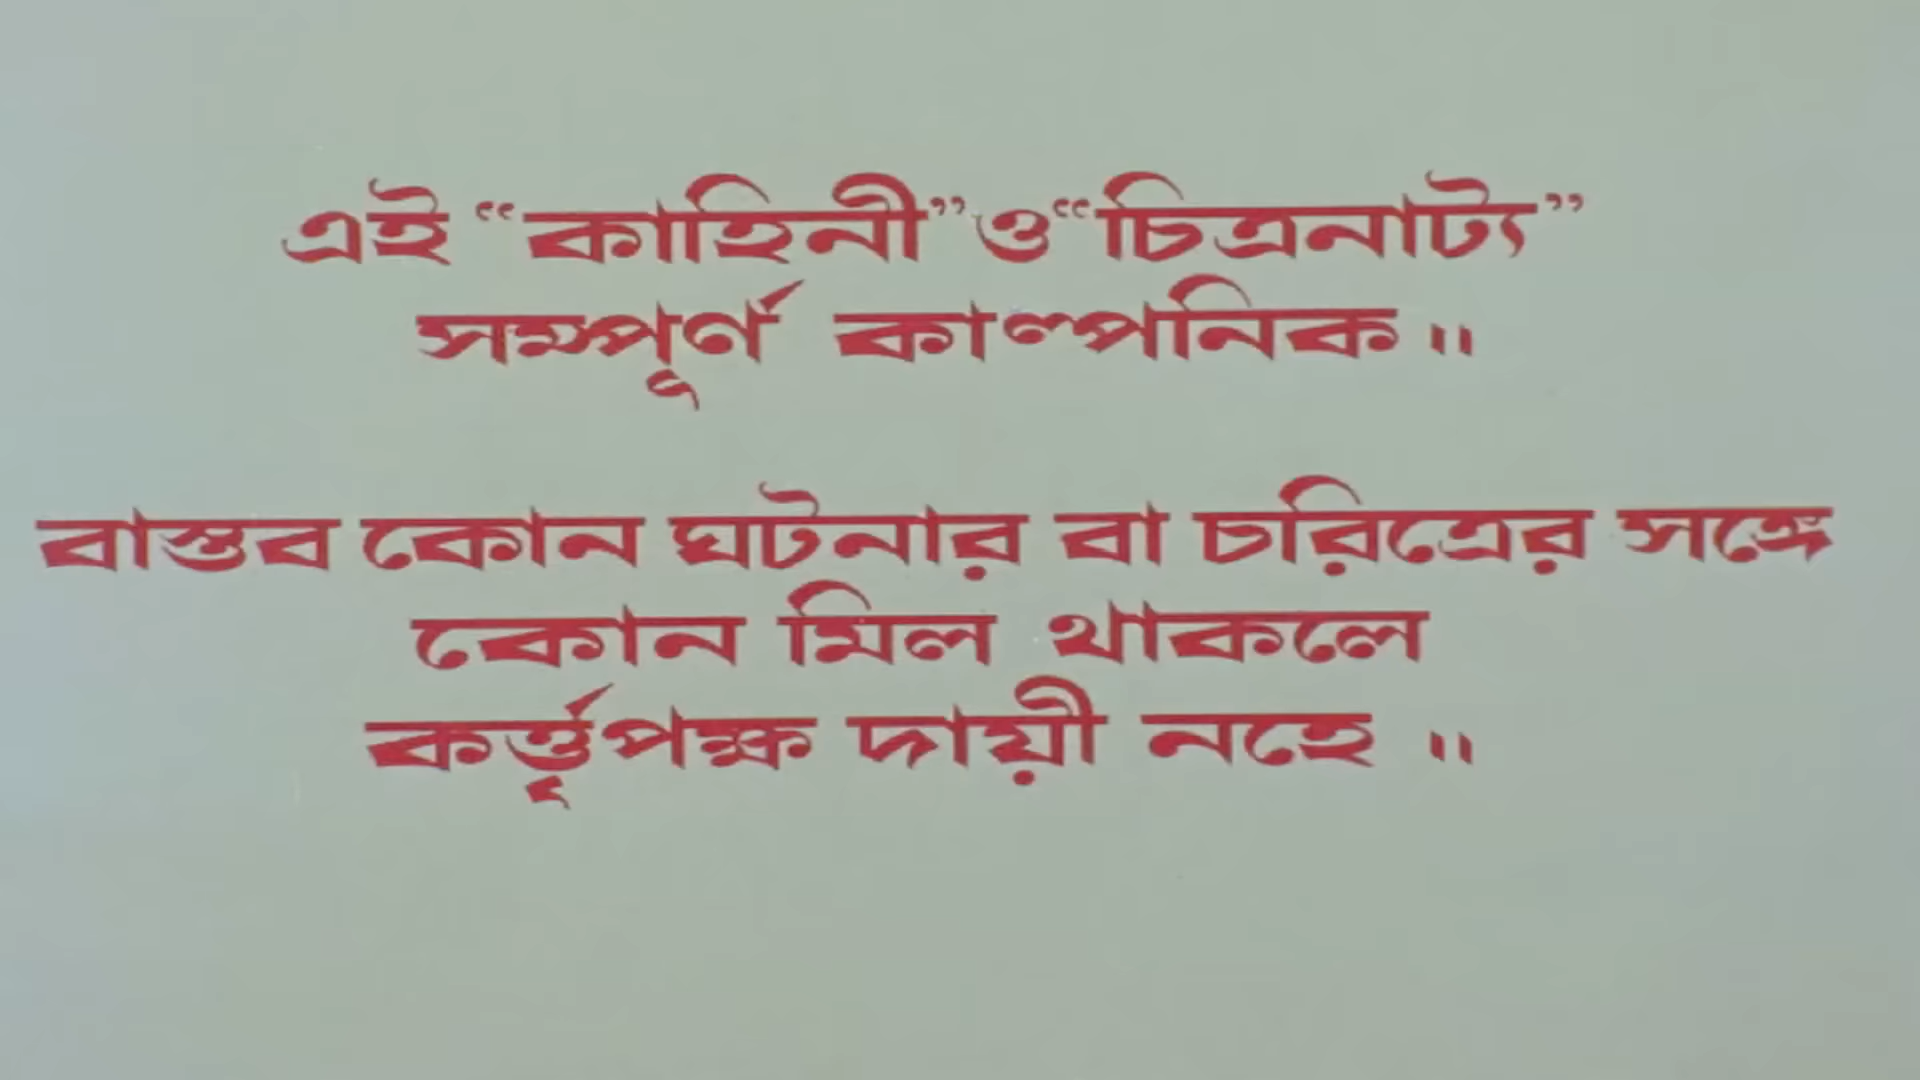 এই “কাহিনী” ও “চিত্রনাট্য”
সম্পূর্ণ কাল্পনিক ॥
বাস্তব কোন ঘটনার বা চরিত্রের সঙ্গে
কোন মিল থাকলে
কর্ত্তৃপক্ষ দায়ী নহে ॥